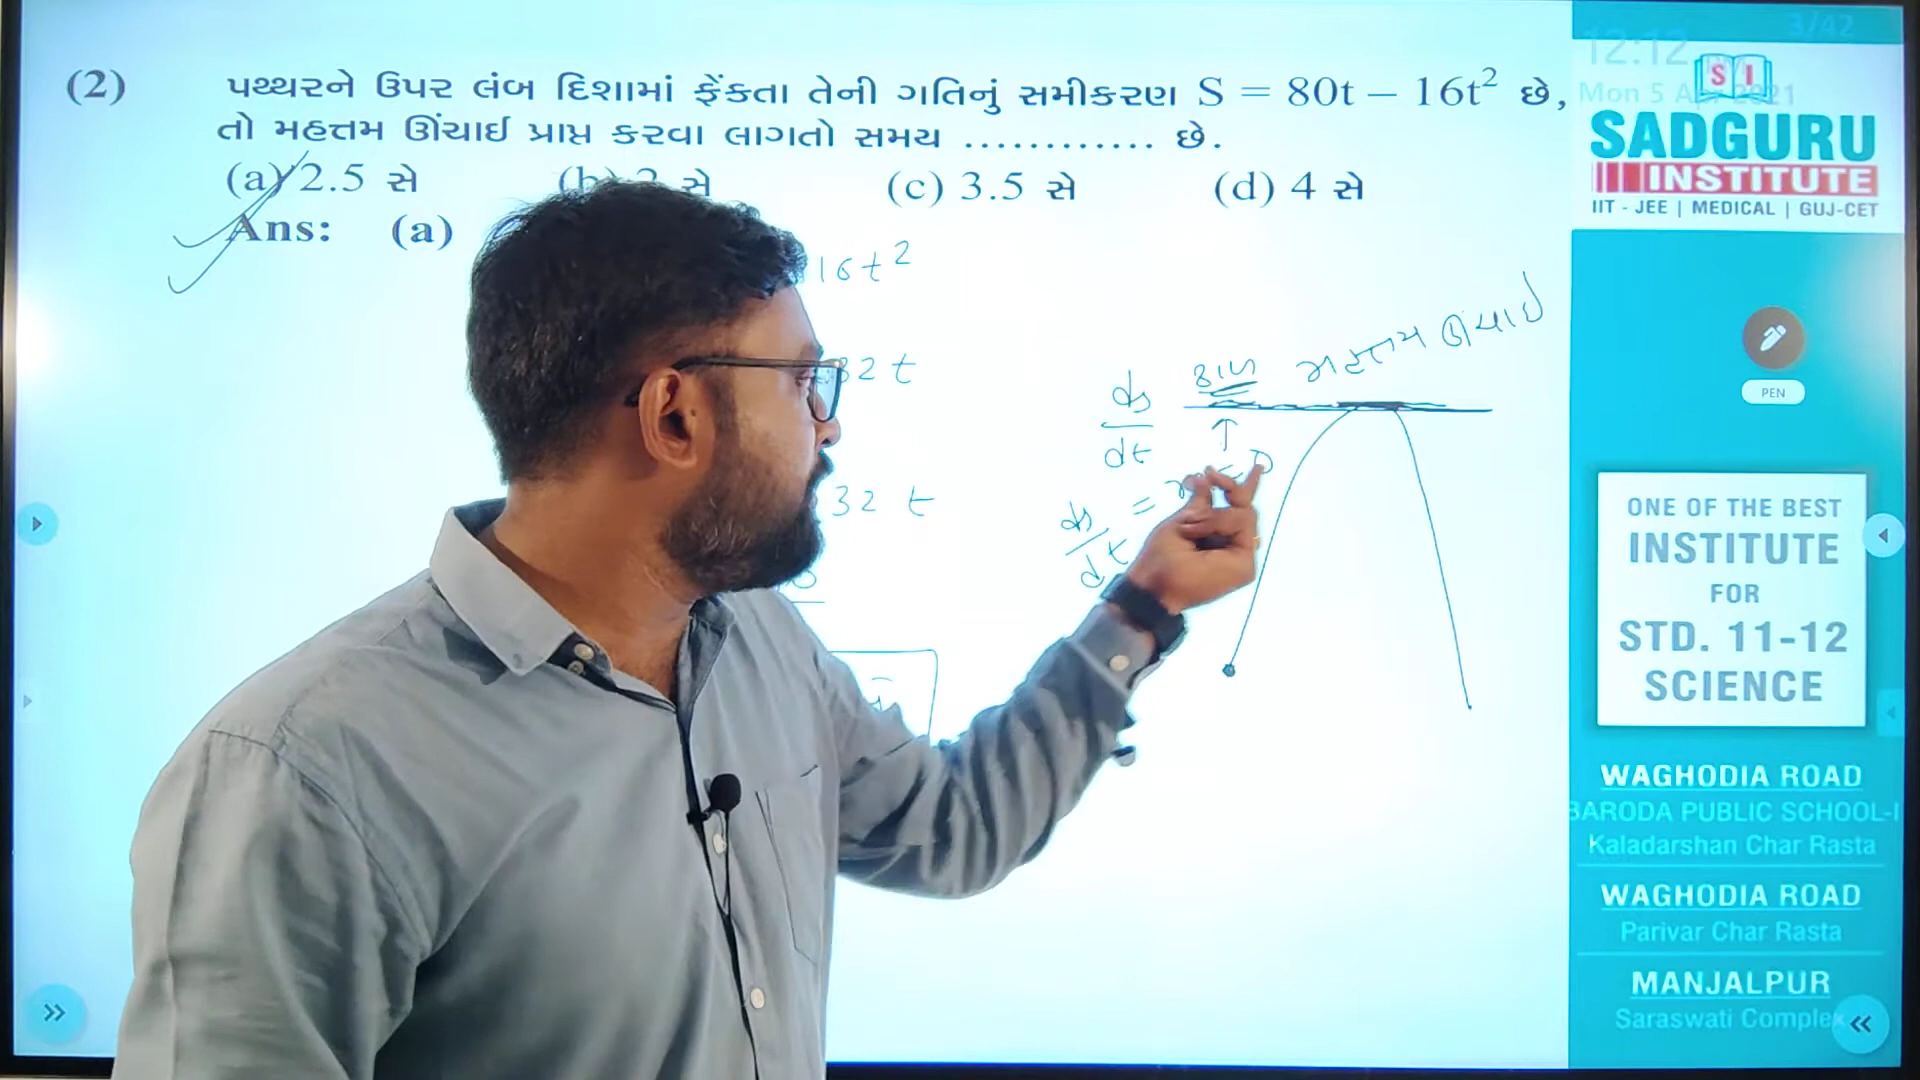 (2) પથ્થરને ઉપર લંબ દિશામાં ફેંકતા તેની ગતિનું સમીકરણ S = 80t – 16t² છે,
તો મહત્તમ ઊંચાઈ પ્રાપ્ત કરવા લાગતો સમય ............ છે.
(a) 2.5 સે (b) સે (c) 3.5 સે (d) 4 સે
Ans: (a)
16t²
32 t
32 t
ds
dt
ઢાળ
મહત્તમ ઊંચાઈ
ds
dt
=
3/42
12:12
Mon 5 Apr 2021
SI
SADGURU
INSTITUTE
IIT - JEE | MEDICAL | GUJ-CET
PEN
ONE OF THE BEST
INSTITUTE
FOR
STD. 11-12
SCIENCE
WAGHODIA ROAD
BARODA PUBLIC SCHOOL-I
Kaladarshan Char Rasta
WAGHODIA ROAD
Parivar Char Rasta
MANJALPUR
Saraswati Complex